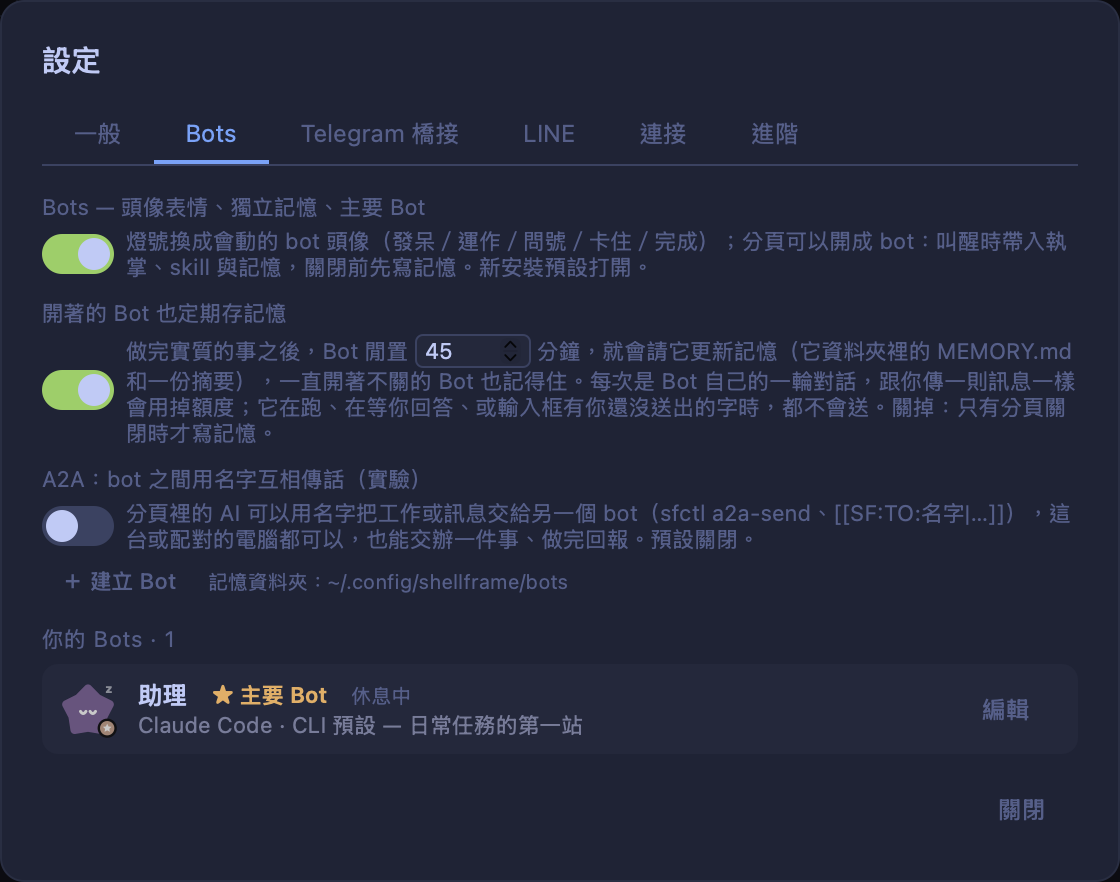 設定
一般 Bots Telegram 橋接 LINE 連接 進階
Bots — 頭像表情、獨立記憶、主要 Bot
燈號換成會動的 bot 頭像（發呆 / 運作 / 問號 / 卡住 / 完成）；分頁可以開成 bot：叫醒時帶入執
掌、skill 與記憶，關閉前先寫記憶。新安裝預設打開。
開著的 Bot 也定期存記憶
做完實質的事之後，Bot 閒置 45 分鐘，就會請它更新記憶（它資料夾裡的 MEMORY.md
和一份摘要），一直開著不關的 Bot 也記得住。每次是 Bot 自己的一輪對話，跟你傳一則訊息一樣
會用掉額度；它在跑、在等你回答、或輸入框有你還沒送出的字時，都不會送。關掉：只有分頁關
閉時才寫記憶。
A2A：bot 之間用名字互相傳話（實驗）
分頁裡的 AI 可以用名字把工作或訊息交給另一個 bot（sfctl a2a-send、[[SF:TO:名字|…]]），這
台或配對的電腦都可以，也能交辦一件事、做完回報。預設關閉。
+ 建立 Bot 記憶資料夾：~/.config/shellframe/bots
你的 Bots · 1
z
助理 ★ 主要 Bot 休息中
Claude Code · CLI 預設 — 日常任務的第一站
編輯
關閉